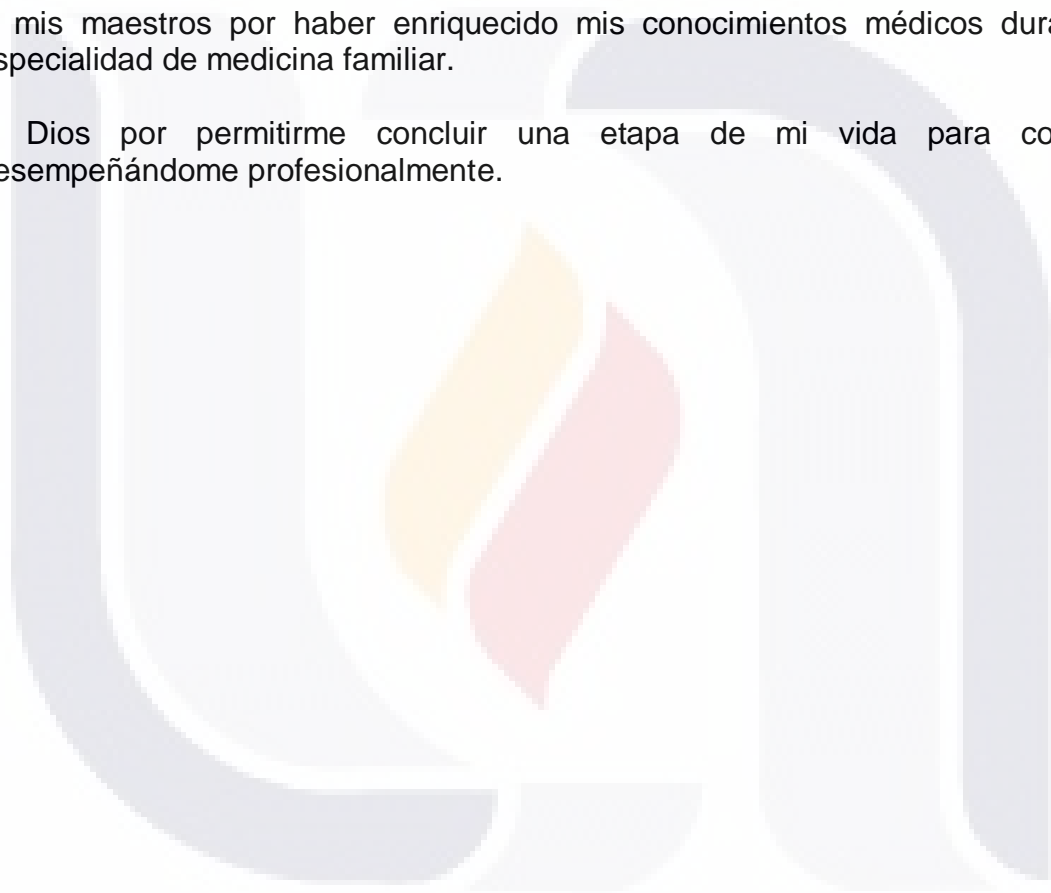 mis maestros por haber enriquecido mis conocimientos médicos dura
specialidad de medicina familiar.
Dios por permitirme concluir una etapa de mi vida para co
esempeñándome profesionalmente.